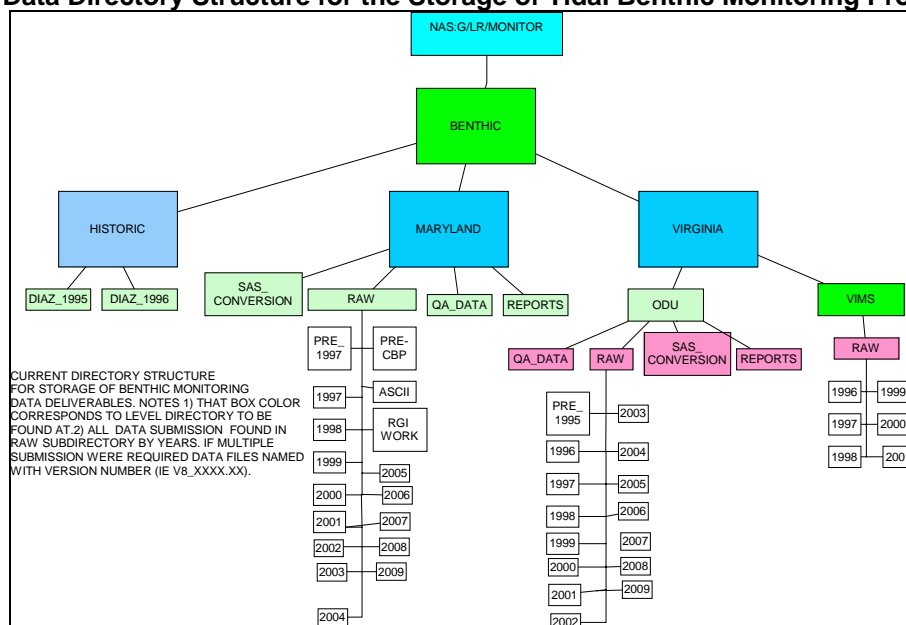 Data Directory Structure for the Storage of Tidal Benthic Monitoring
NAS:G/LR/MONITOR
BENTHIC
HISTORIC
MARYLAND
VIRGINIA
DIAZ_1995
DIAZ_1996
SAS_
CONVERSION
RAW
QA_DATA
REPORTS
ODU
VIMS
QA_DATA
RAW
SAS_
CONVERSION
REPORTS
RAW
PRE_
1997
PRE-
CBP
1997
ASCII
1998
RGI
WORK
1999
2005
2000
2006
2001
2007
2002
2008
2003
2009
2004
PRE_
1995
2003
1996
2004
1997
2005
1998
2006
1999
2007
2000
2008
2001
2009
2002
1996
1999
1997
2000
1998
CURRENT DIRECTORY STRUCTURE
FOR STORAGE OF BENTHIC MONITORING
DATA DELIVERABLES. NOTES 1) THAT BOX COLOR
CORRESPONDS TO LEVEL DIRECTORY TO BE
FOUND AT.2) ALL DATA SUBMISSION FOUND IN
RAW SUBDIRECTORY BY YEARS. IF MULTIPLE
SUBMISSION WERE REQUIRED DATA FILES NAMED
WITH VERSION NUMBER (IE V8_XXXX.XX).